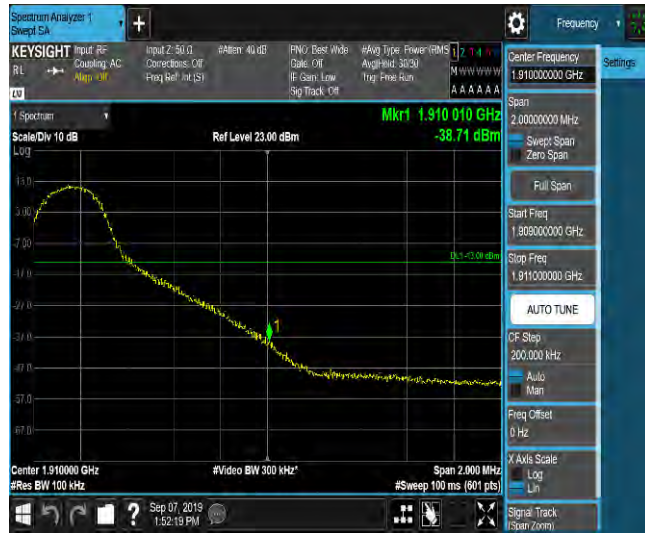 Spectrum Analyzer 1
Swept SA
+
Frequency
KEYSIGHT
RL
Input: RF
Coupling: AC
Align: Off
Input Z: 50 Ω
Corrections: Off
Freq Ref: Int (S)
#Atten: 40 dB
PNO: Best Wide
Gate: Off
IF Gain: Low
Sig Track: Off
#Avg Type: Power (RMS
Avg|Hold: 30/30
Trig: Free Run
M W W W W W
A A A A A A
1 Spectrum
Scale/Div 10 dB
Ref Level 23.00 dBm
Mkr1 1.910 010 GHz
-38.71 dBm
Log
13.0
3.00
-7.00
DL1 -13.00 dBm
-17.0
-27.0
1
-37.0
-47.0
-57.0
-67.0
Center 1.910000 GHz
#Video BW 300 kHz*
Span 2.000 MHz
#Res BW 100 kHz
#Sweep 100 ms (601 pts)
Sep 07, 2019
1:52:19 PM
?
Center Frequency
1.910000000 GHz
Settings
Span
2.00000000 MHz
Swept Span
Zero Span
Full Span
Start Freq
1.909000000 GHz
Stop Freq
1.911000000 GHz
AUTO TUNE
CF Step
200.000 kHz
Auto
Man
Freq Offset
0 Hz
X Axis Scale
Log
Lin
Signal Track
(Span Zoom)